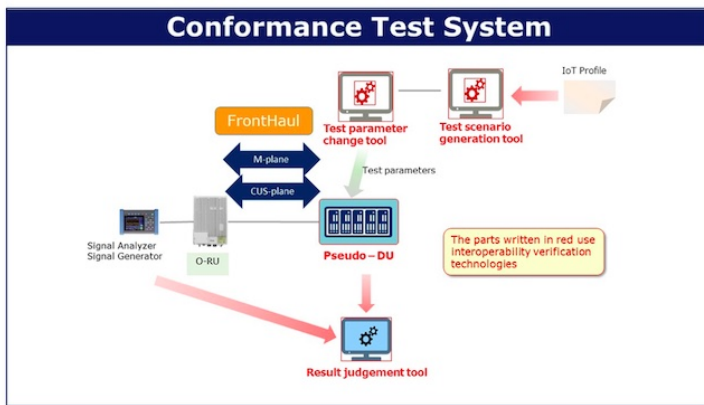 Conformance Test System
IoT Profile
FrontHaul
Test parameter
change tool
Test scenario
generation tool
M-plane
Test parameters
CUS-plane
Signal Analyzer
Signal Generator
O-RU
Pseudo-DU
The parts written in red use
interoperability verification
technologies
Result judgement tool